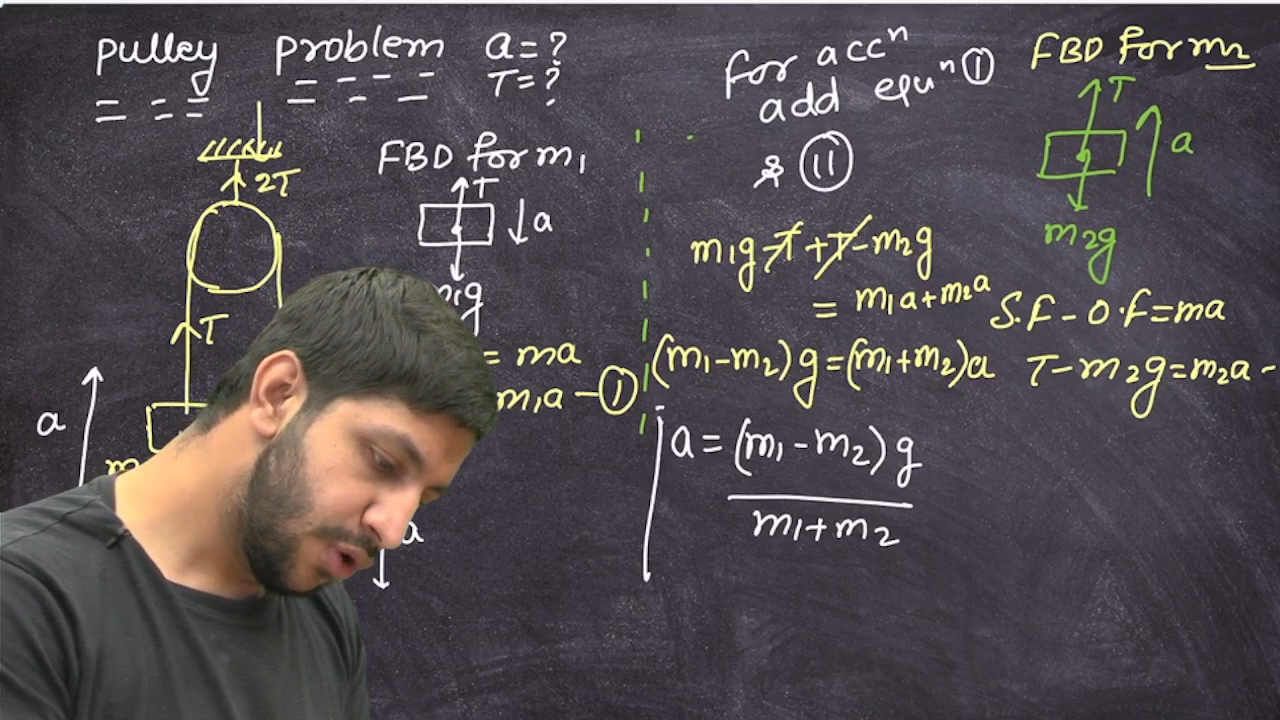 Pulley Problem a = ?
T = ?
2T
T
a
FBD for m₁
T
a
g
= ma
m₁a – ①
a
for accⁿ
add equⁿ ①
& ⑪
m₁g - T + T - m₂g
= m₁a + m₂a
(m₁ - m₂) g = (m₁ + m₂) a
a = (m₁ - m₂) g
m₁ + m₂
FBD for m₂
T
a
m₂g
S.F - O.F = ma
T - m₂g = m₂a -